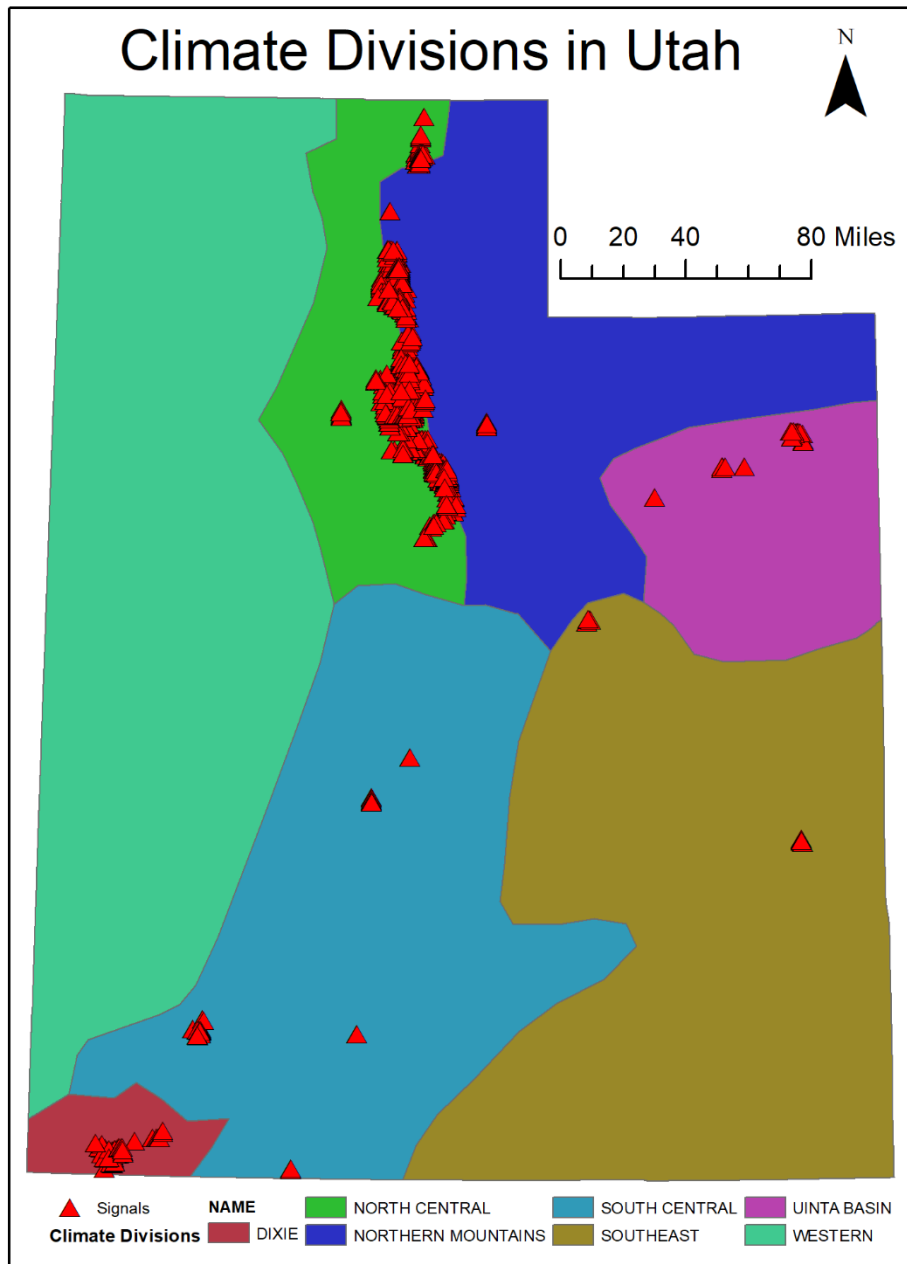 Climate Divisions in Utah
N
0 20 40 80 Miles
Signals NAME NORTH CENTRAL SOUTH CENTRAL UINTA BASIN
Climate Divisions DIXIE NORTHERN MOUNTAINS SOUTHEAST WESTERN